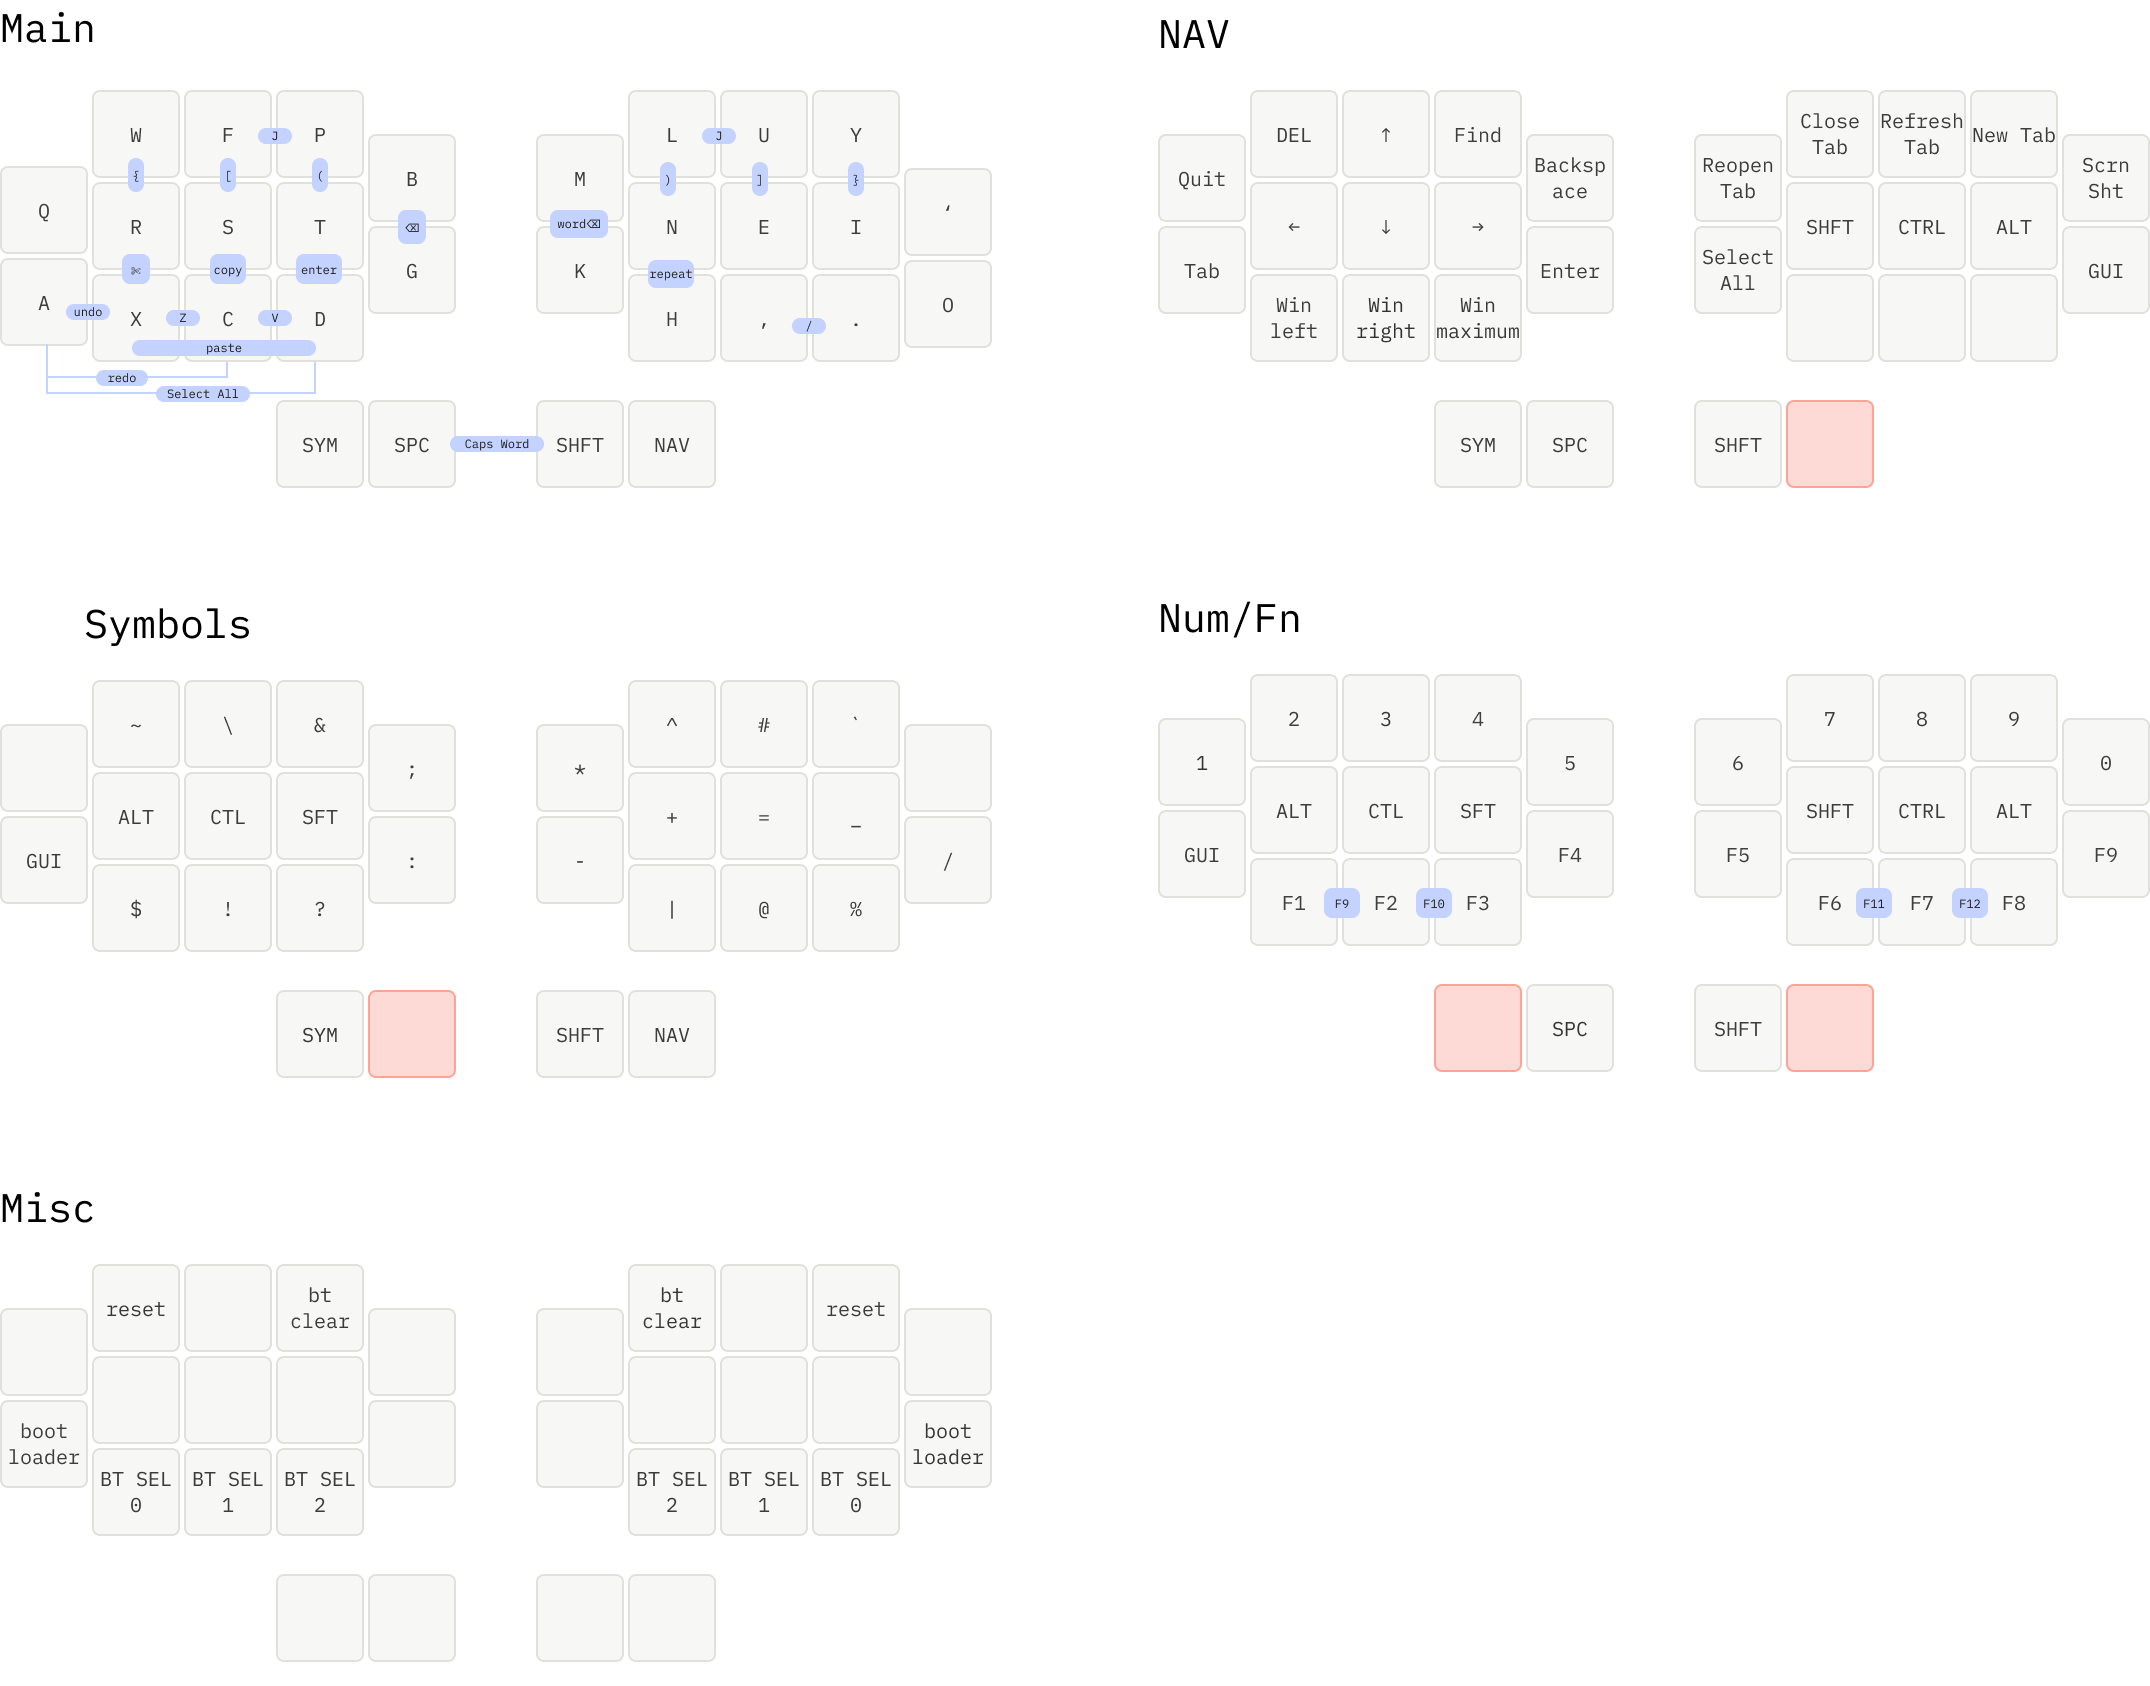 Main
W
F
J
P
{
[
(
Q
B
R
S
T
⌫
A
✄
copy
enter
G
undo
X
Z
C
V
D
paste
redo
Select All
M
L
J
U
Y
)
]
}
word⌫
N
E
I
‘
K
repeat
H
,
/
.
O
SYM
SPC
Caps Word
SHFT
NAV
NAV
DEL
↑
Find
Quit
Backsp
ace
←
↓
→
Tab
Enter
Win
left
Win
right
Win
maximum
Close
Tab
Refresh
Tab
New Tab
Reopen
Tab
Scrn
Sht
SHFT
CTRL
ALT
Select
All
GUI
SYM
SPC
SHFT
Symbols
~
\
&
;
ALT
CTL
SFT
GUI
:
$
!
?
^
#
`
*
+
=
_
-
/
|
@
%
SYM
SHFT
NAV
Num/Fn
2
3
4
1
5
ALT
CTL
SFT
GUI
F4
F1
F9
F2
F10
F3
7
8
9
6
0
SHFT
CTRL
ALT
F5
F9
F6
F11
F7
F12
F8
SPC
SHFT
Misc
reset
bt
clear
boot
loader
BT SEL
0
BT SEL
1
BT SEL
2
bt
clear
reset
boot
loader
BT SEL
2
BT SEL
1
BT SEL
0